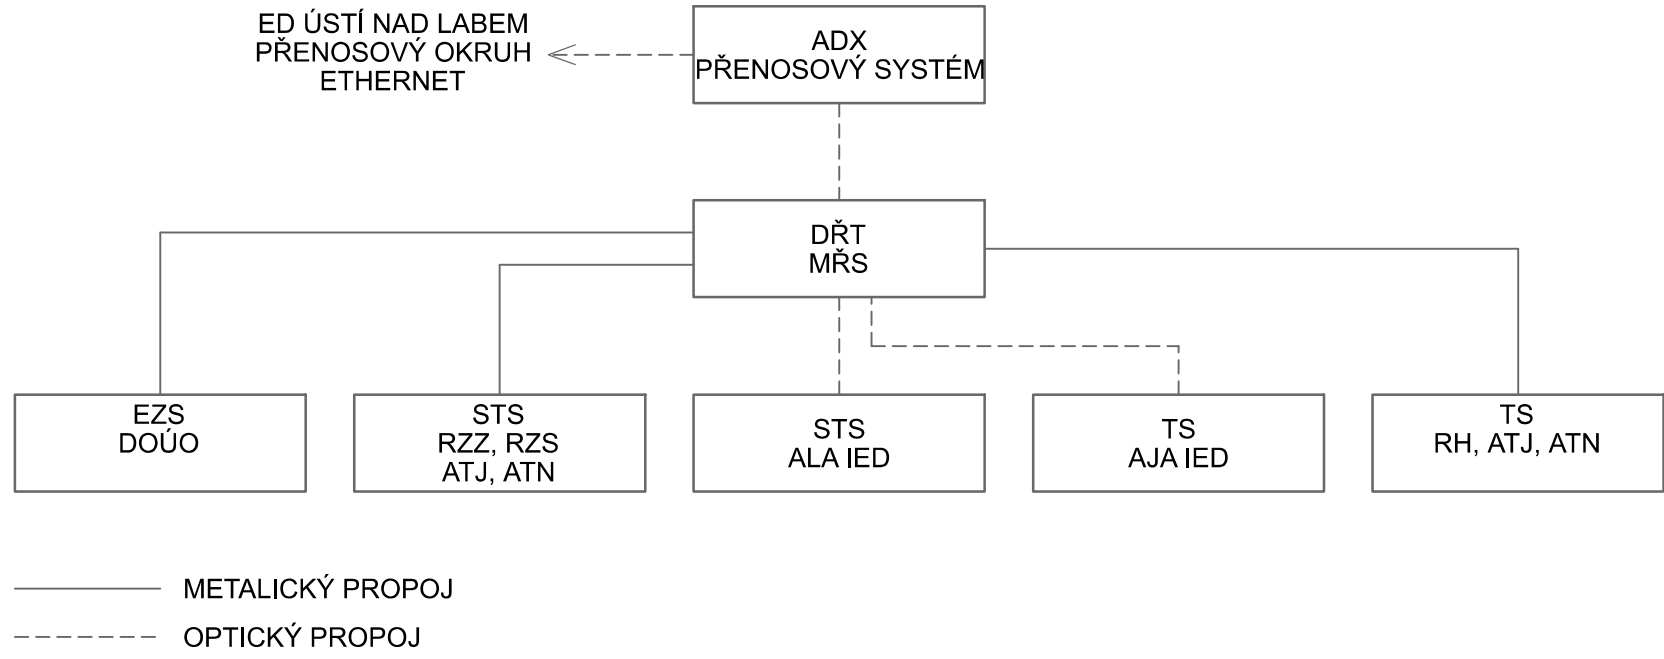 ED ÚSTÍ NAD LABEM
PŘENOSOVÝ OKRUH
ETHERNET
ADX
PŘENOSOVÝ SYSTÉM
DŘT
MŘS
EZS
DOÚO
STS
RZZ, RZS
ATJ, ATN
STS
ALA IED
TS
AJA IED
TS
RH, ATJ, ATN
METALICKÝ PROPOJ
OPTICKÝ PROPOJ